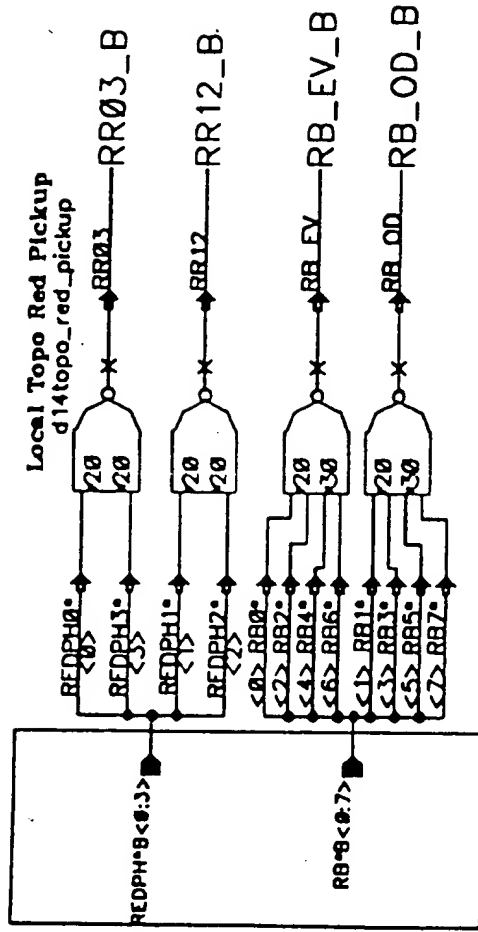 Local Topo Red Pickup
d14topo_red_pickup
REDPH*B<0:3>
REDPH0*
<0>
REDPH3*
<3>
REDPH1*
<1>
REDPH2*
<2>
20
20
RR03
RR03_B
20
20
RR12
RR12_B
RB*B<0:7>
<0> RB0*
<2> RB2*
<4> RB4*
<6> RB6*
<1> RB1*
<3> RB3*
<5> RB5*
<7> RB7*
20
30
RB_EV
RB_EV_B
20
30
RB_OD
RB_OD_B